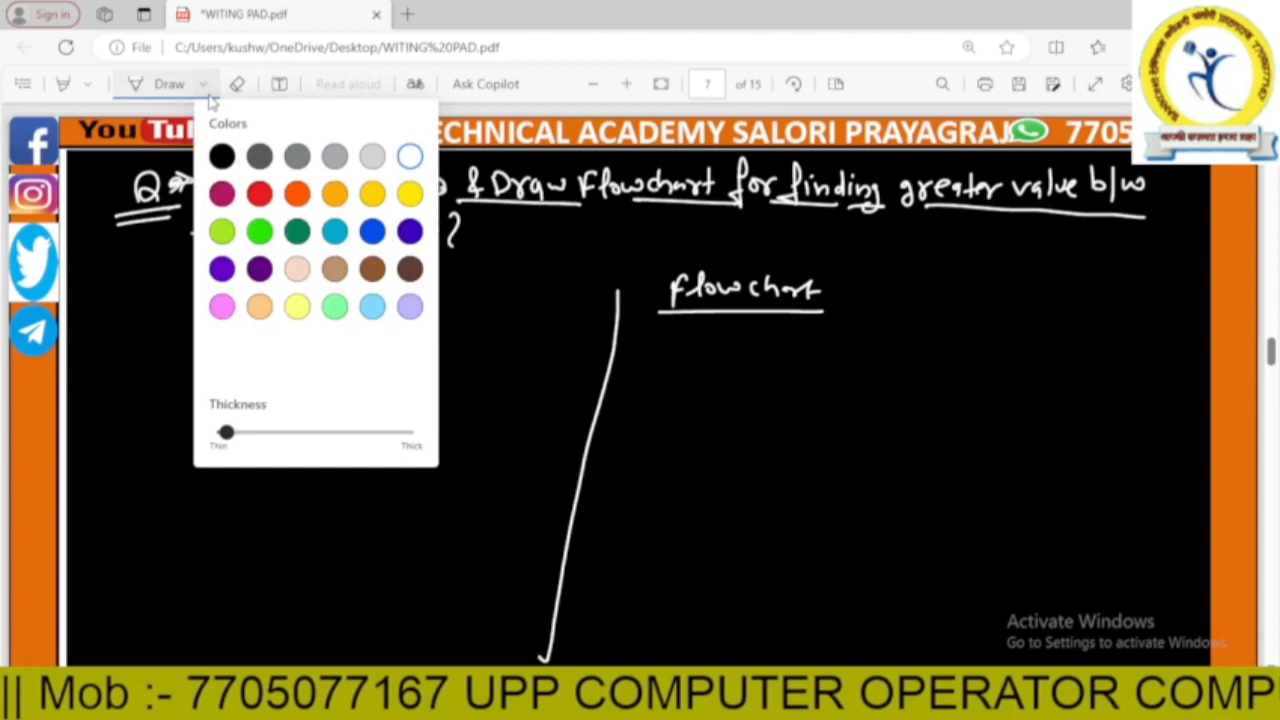 Sign in
*WITING PAD.pdf
File C:/Users/kushw/OneDrive/Desktop/WITING%20PAD.pdf
Draw Read aloud Ask Copilot 7 of 15
Colors
You Tu ECHNICAL ACADEMY SALORI PRAYAGRAJ 7705
Q & Draw Flowchart for finding greater value b/w
?
Flowchart
Thickness
Thin Thick
Activate Windows
Go to Settings to activate Windows.
|| Mob :- 7705077167 UPP COMPUTER OPERATOR COMP